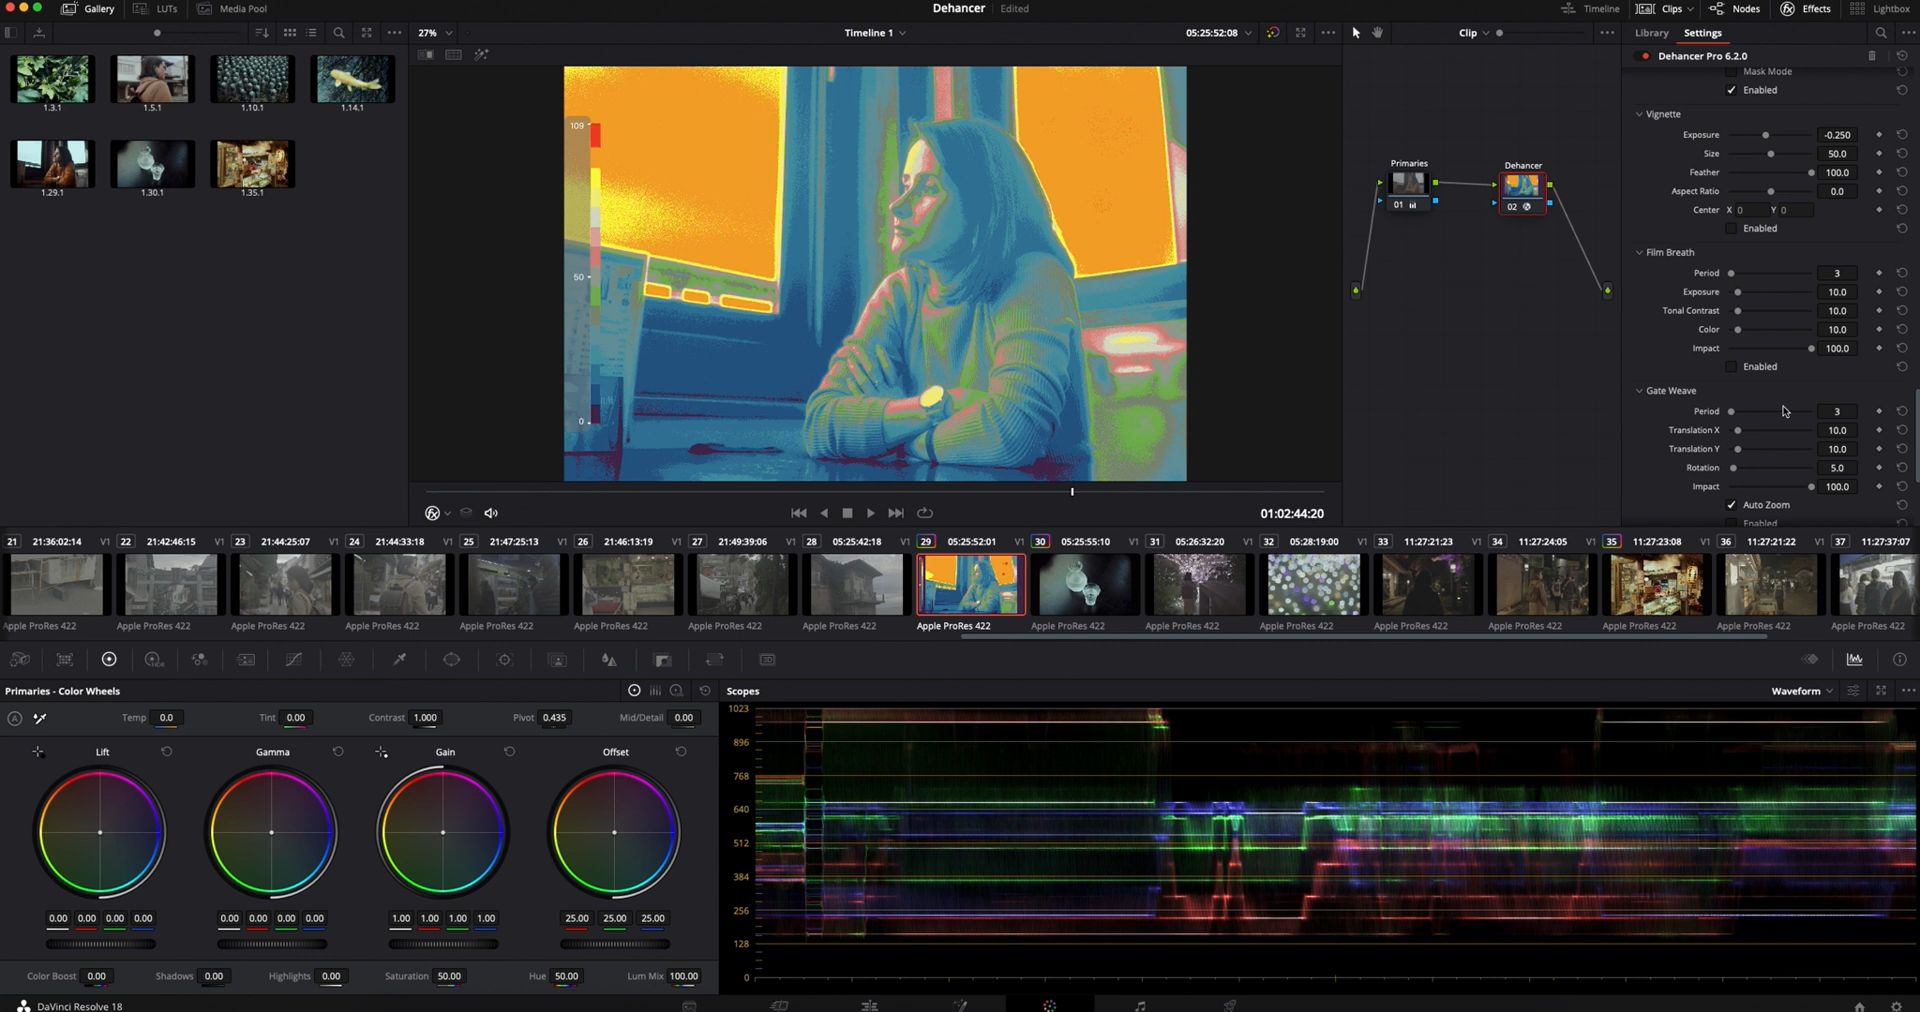 Gallery LUTs Media Pool Dehancer Edited Timeline Clips Nodes Effects Lightbox
27% Timeline 1 05:25:52:08 Clip Library Settings
Dehancer Pro 6.2.0
Mask Mode
Enabled
Vignette
Exposure -0.250
Size 50.0
Feather 100.0
Aspect Ratio 0.0
Center X 0 Y 0
Enabled
Film Breath
Period 3
Exposure 10.0
Tonal Contrast 10.0
Color 10.0
Impact 100.0
Enabled
Gate Weave
Period 3
Translation X 10.0
Translation Y 10.0
Rotation 5.0
Impact 100.0
Auto Zoom
Enabled
1.3.1 1.5.1 1.10.1 1.14.1
1.29.1 1.30.1 1.35.1
109
50
0
Primaries Dehancer
01 02
01:02:44:20
21 21:36:02:14 V1 22 21:42:46:15 V1 23 21:44:25:07 V1 24 21:44:33:18 V1 25 21:47:25:13 V1 26 21:46:13:19 V1 27 21:49:39:06 V1 28 05:25:42:18 V1 29 05:25:52:01 V1 30 05:25:55:10 V1 31 05:26:32:20 V1 32 05:28:19:00 V1 33 11:27:21:23 V1 34 11:27:24:05 V1 35 11:27:23:08 V1 36 11:27:21:22 V1 37 11:27:37:07
Apple ProRes 422 Apple ProRes 422 Apple ProRes 422 Apple ProRes 422 Apple ProRes 422 Apple ProRes 422 Apple ProRes 422 Apple ProRes 422 Apple ProRes 422 Apple ProRes 422 Apple ProRes 422 Apple ProRes 422 Apple ProRes 422 Apple ProRes 422 Apple ProRes 422 Apple ProRes 422 Apple ProRes 422
Primaries - Color Wheels Scopes Waveform
Temp 0.0 Tint 0.00 Contrast 1.000 Pivot 0.435 Mid/Detail 0.00
Lift Gamma Gain Offset
0.00 0.00 0.00 0.00 0.00 0.00 0.00 0.00 1.00 1.00 1.00 1.00 25.00 25.00 25.00
Color Boost 0.00 Shadows 0.00 Highlights 0.00 Saturation 50.00 Hue 50.00 Lum Mix 100.00
1023
896
768
640
512
384
256
128
0
DaVinci Resolve 18